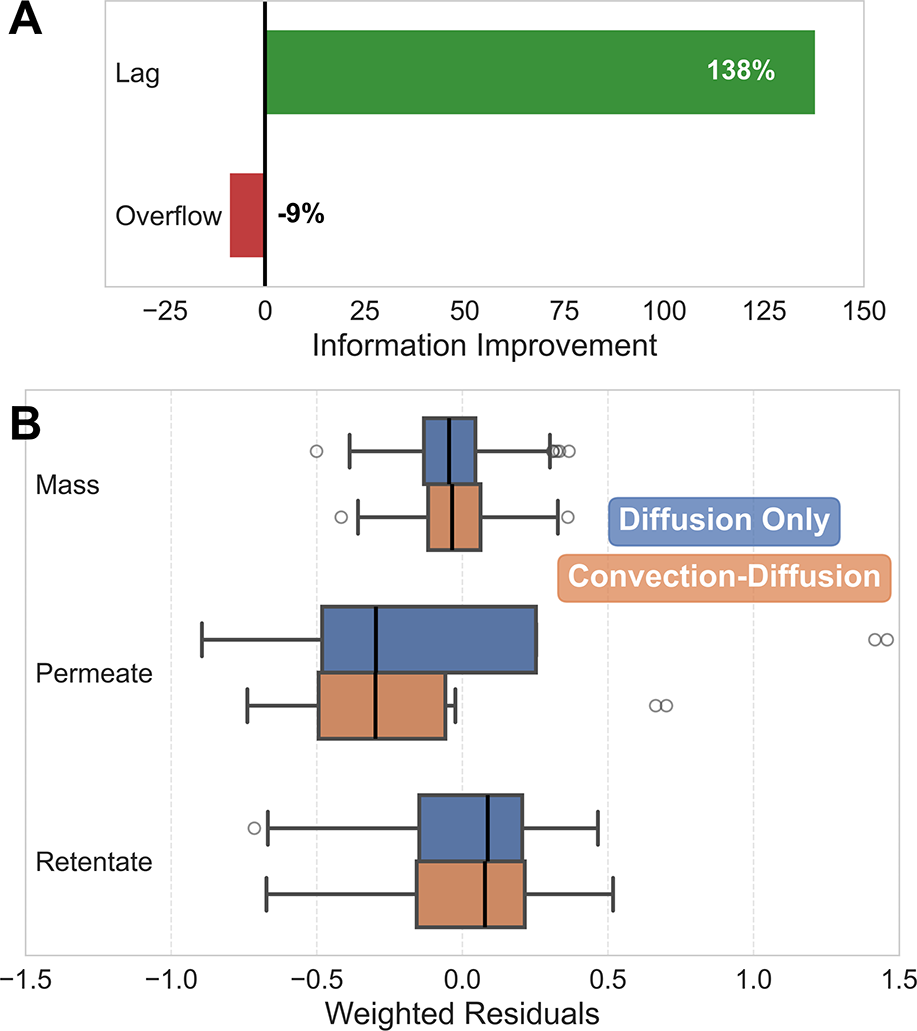 A
Lag
138%
Overflow
-9%
−25 0 25 50 75 100 125 150
Information Improvement
B
Mass
Diffusion Only
Convection-Diffusion
Permeate
Retentate
−1.5 −1.0 −0.5 0.0 0.5 1.0 1.5
Weighted Residuals